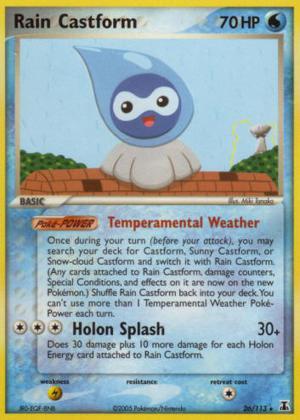 Rain Castform 70 HP
BASIC
Illus. Miki Tanaka
Poké-POWER Temperamental Weather
Once during your turn (before your attack), you may
search your deck for Castform, Sunny Castform, or
Snow-cloud Castform and switch it with Rain Castform.
(Any cards attached to Rain Castform, damage counters,
Special Conditions, and effects on it are now on the new
Pokémon.) Shuffle Rain Castform back into your deck. You
can't use more than 1 Temperamental Weather Poké-
Power each turn.
Holon Splash 30+
Does 30 damage plus 10 more damage for each Holon
Energy card attached to Rain Castform.
weakness resistance retreat cost
©2005 Pokémon/Nintendo 26/113